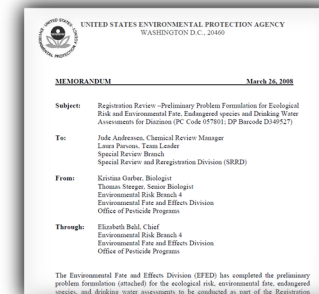 UNITED STATES ENVIRONMENTAL PROTECTION AGENCY
WASHINGTON D.C., 20460
MEMORANDUM March 26, 2008
Subject: Registration Review –Preliminary Problem Formulation for Ecological
Risk and Environmental Fate, Endangered species and Drinking Water
Assessments for Diazinon (PC Code 057801; DP Barcode D349527)
To: Jude Andreasen, Chemical Review Manager
Laura Parsons, Team Leader
Special Review Branch
Special Review and Reregistration Division (SRRD)
From: Kristina Garber, Biologist
Thomas Steeger, Senior Biologist
Environmental Risk Branch 4
Environmental Fate and Effects Division
Office of Pesticide Programs
Through: Elizabeth Behl, Chief
Environmental Risk Branch 4
Environmental Fate and Effects Division
Office of Pesticide Programs
The Environmental Fate and Effects Division (EFED) has completed the preliminary
problem formulation (attached) for the ecological risk, environmental fate, endangered
species, and drinking water assessments to be conducted as part of the Registration